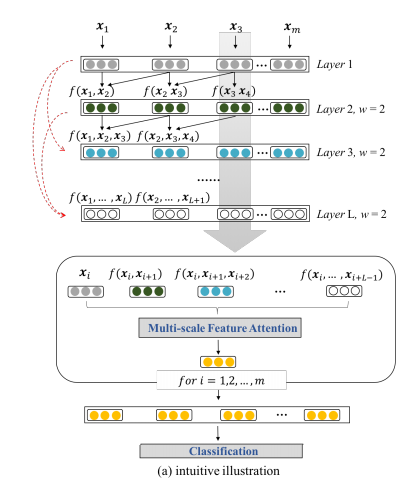 x1 x2 x3 xm
... Layer 1
f(x1, x2) f(x2 x3) f(x3 x4)
... Layer 2, w = 2
f(x1, x2, x3) f(x2, x3, x4)
... Layer 3, w = 2
......
f(x1, … , xL) f(x2, … , xL+1)
... Layer L, w = 2
xi f(xi, xi+1) f(xi, xi+1, xi+2) f(xi, … , xi+L−1)
...
Multi-scale Feature Attention
for i = 1,2, … , m
...
Classification
(a) intuitive illustration